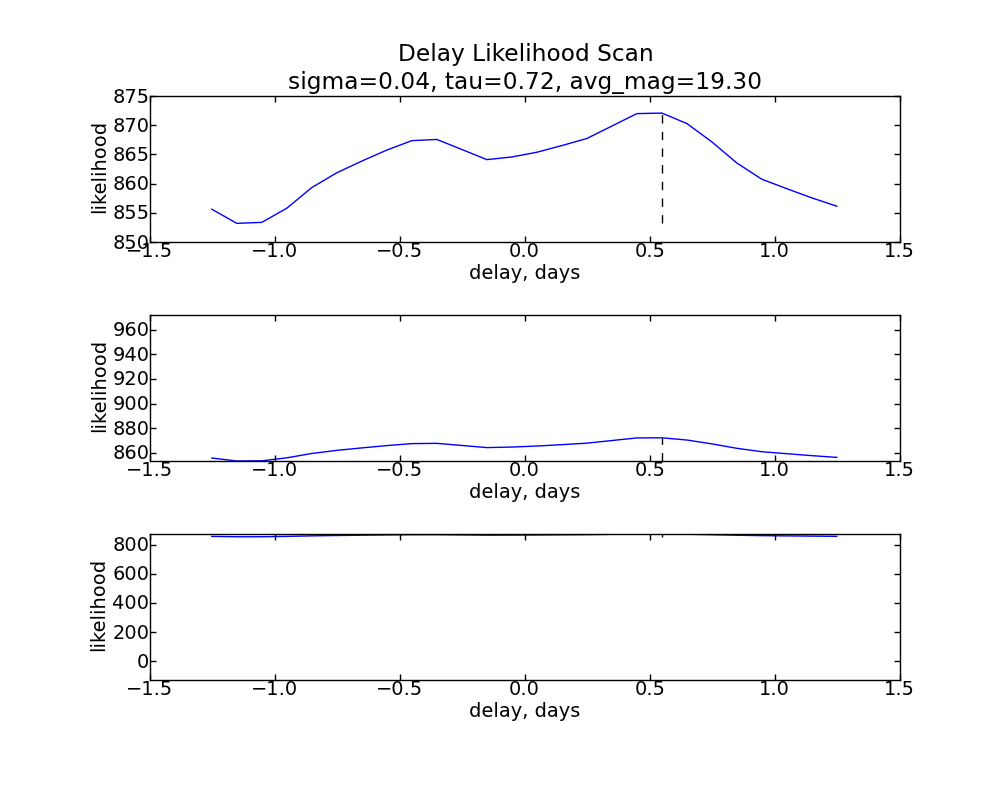 Delay Likelihood Scan
sigma=0.04, tau=0.72, avg_mag=19.30
875
870
865
860
855
850
likelihood
−1.5 −1.0 −0.5 0.0 0.5 1.0 1.5
delay, days
960
940
920
900
880
860
likelihood
−1.5 −1.0 −0.5 0.0 0.5 1.0 1.5
delay, days
800
600
400
200
0
likelihood
−1.5 −1.0 −0.5 0.0 0.5 1.0 1.5
delay, days